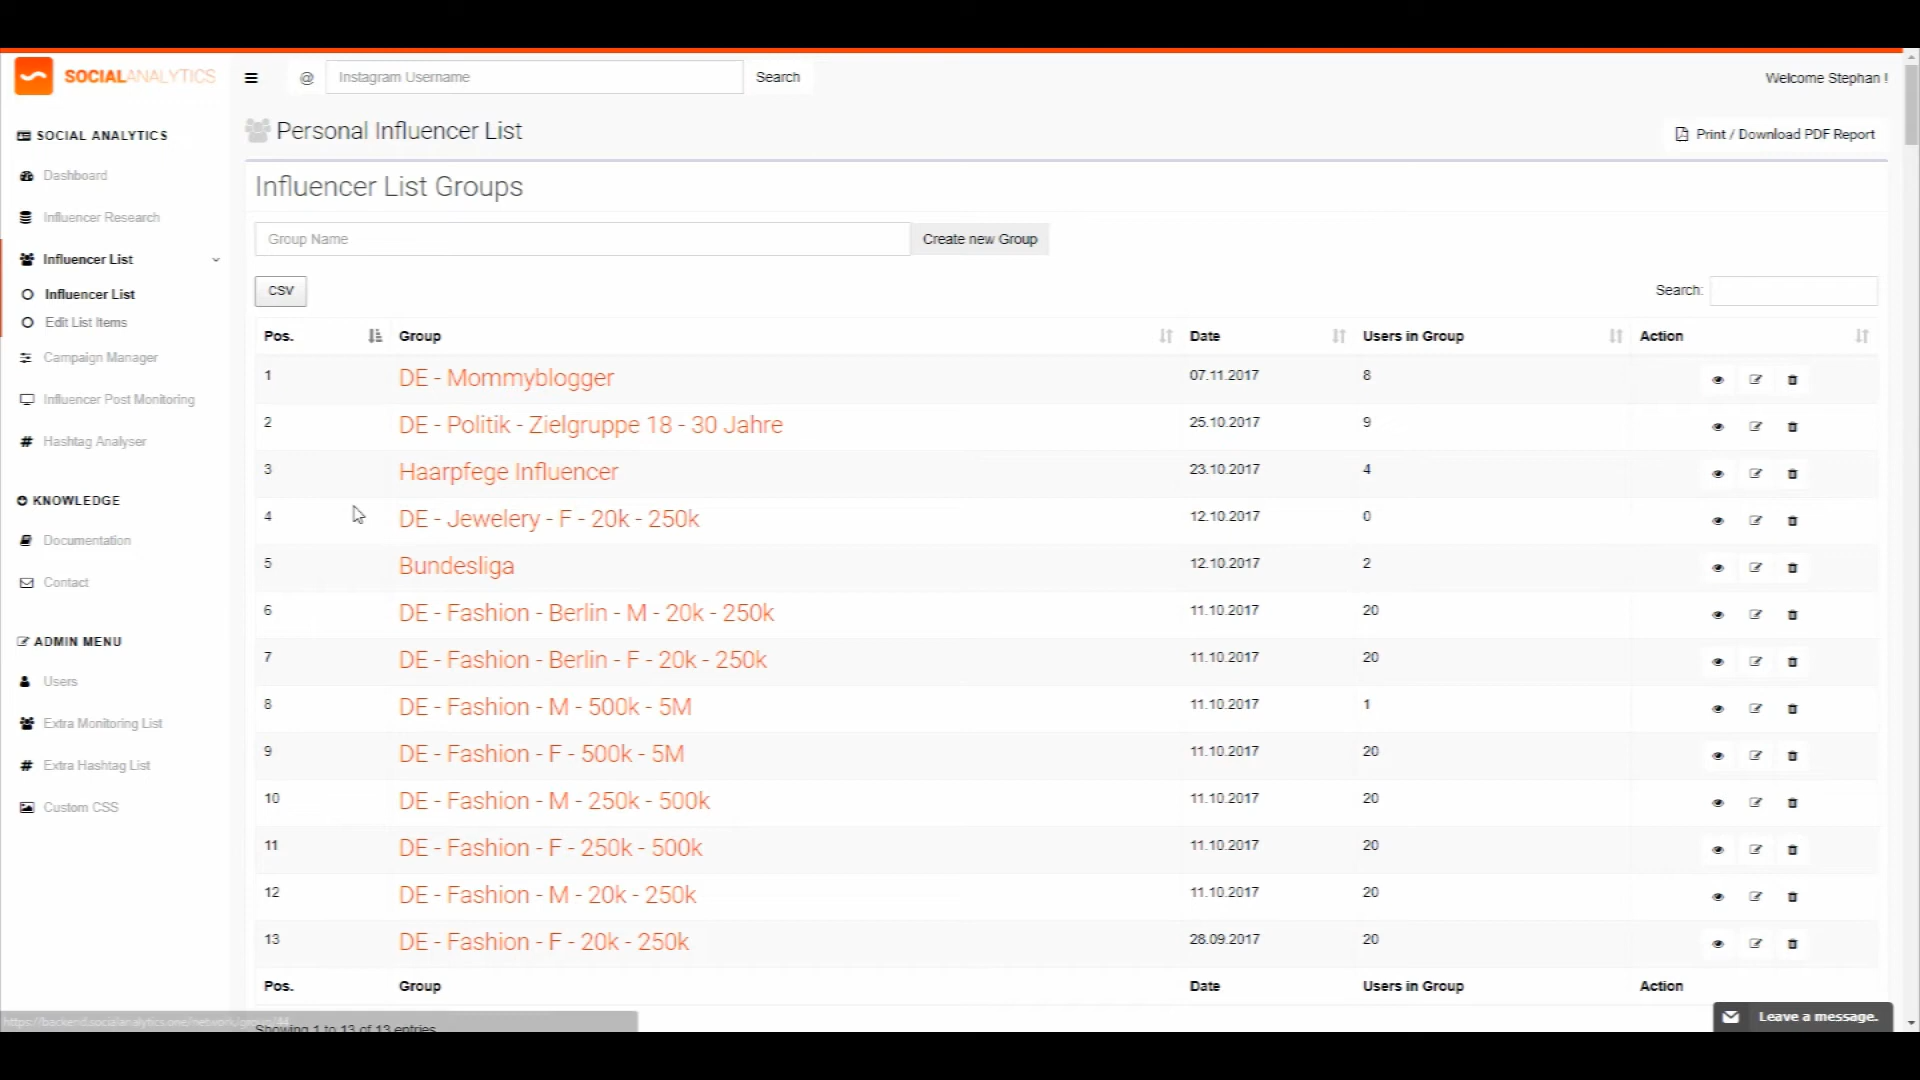 SOCIALANALYTICS
@ Instagram Username Search
Welcome Stephan !
Personal Influencer List
Print / Download PDF Report
SOCIAL ANALYTICS
Dashboard
Influencer Research
Influencer List
Influencer List
Edit List Items
Campaign Manager
Influencer Post Monitoring
# Hashtag Analyser
KNOWLEDGE
Documentation
Contact
ADMIN MENU
Users
Extra Monitoring List
# Extra Hashtag List
Custom CSS
Influencer List Groups
Group Name Create new Group
CSV Search:
Pos. Group Date Users in Group Action
1 DE - Mommyblogger 07.11.2017 8
2 DE - Politik - Zielgruppe 18 - 30 Jahre 25.10.2017 9
3 Haarpfege Influencer 23.10.2017 4
4 DE - Jewelery - F - 20k - 250k 12.10.2017 0
5 Bundesliga 12.10.2017 2
6 DE - Fashion - Berlin - M - 20k - 250k 11.10.2017 20
7 DE - Fashion - Berlin - F - 20k - 250k 11.10.2017 20
8 DE - Fashion - M - 500k - 5M 11.10.2017 1
9 DE - Fashion - F - 500k - 5M 11.10.2017 20
10 DE - Fashion - M - 250k - 500k 11.10.2017 20
11 DE - Fashion - F - 250k - 500k 11.10.2017 20
12 DE - Fashion - M - 20k - 250k 11.10.2017 20
13 DE - Fashion - F - 20k - 250k 28.09.2017 20
Pos. Group Date Users in Group Action
Showing 1 to 13 of 13 entries
Leave a message.